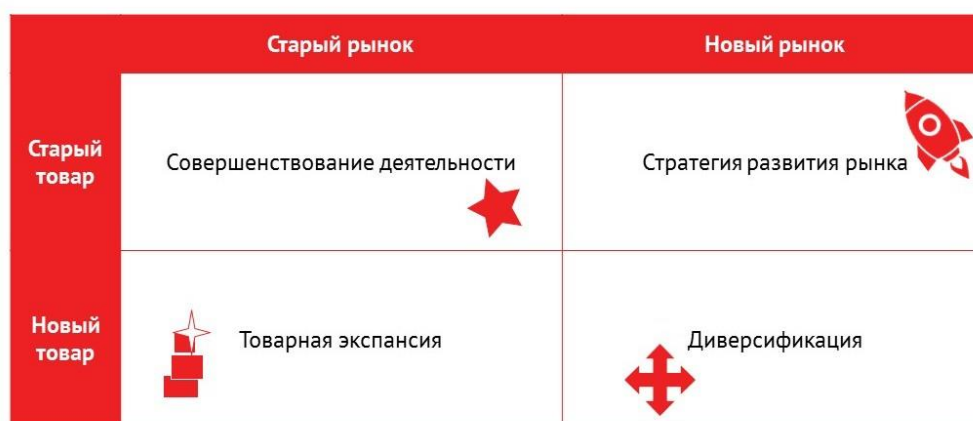 Старый рынок
Новый рынок
Старый
товар
Совершенствование деятельности
Стратегия развития рынка
Новый
товар
Товарная экспансия
Диверсификация